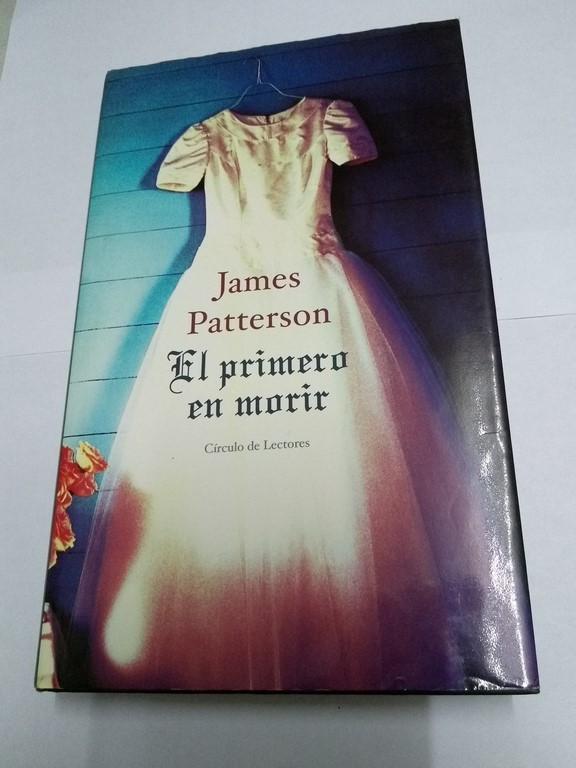 James
Patterson
El primero
en morir
Círculo de Lectores